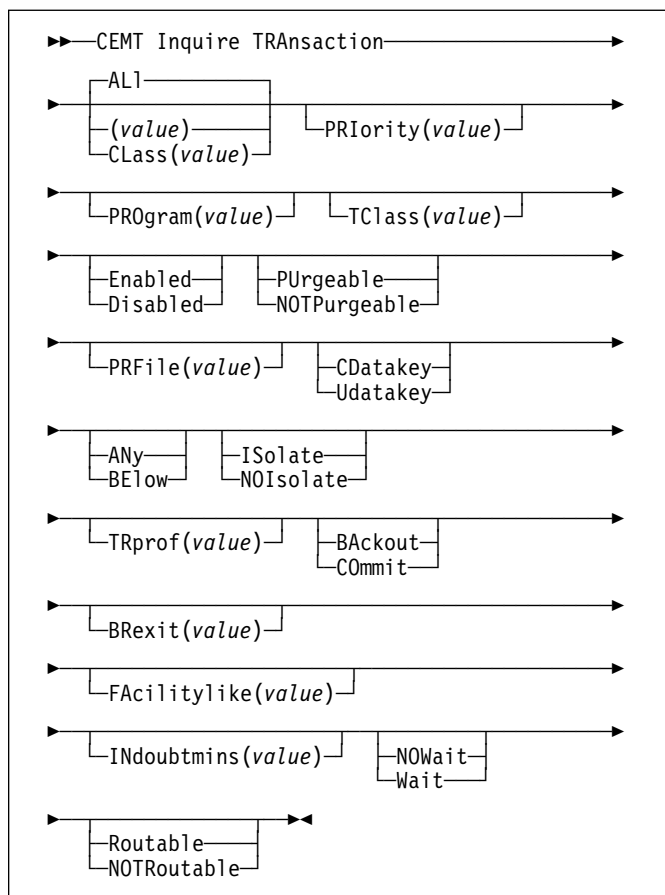 CEMT Inquire TRAnsaction
ALl
(value) PRIority(value)
CLass(value)
PROgram(value) TClass(value)
Enabled PUrgeable
Disabled NOTPurgeable
PRFile(value) CDatakey
Udatakey
ANy ISolate
BElow NOIsolate
TRprof(value) BAckout
COmmit
BRexit(value)
FAcilitylike(value)
INdoubtmins(value) NOWait
Wait
Routable
NOTRoutable